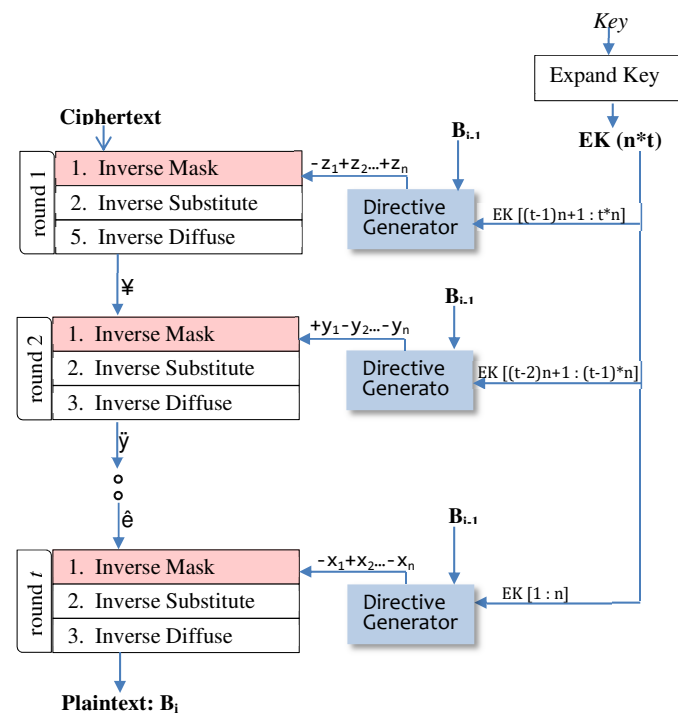 Key
Expand Key
EK (n*t)
Ciphertext
round 1
1. Inverse Mask
2. Inverse Substitute
5. Inverse Diffuse
-z₁+z₂...+zₙ
Bᵢ₋₁
Directive
Generator
EK [(t-1)n+1 : t*n]
¥
round 2
1. Inverse Mask
2. Inverse Substitute
3. Inverse Diffuse
+y₁-y₂...-yₙ
Bᵢ₋₁
Directive
Generato
EK [(t-2)n+1 : (t-1)*n]
ÿ
ê
round t
1. Inverse Mask
2. Inverse Substitute
3. Inverse Diffuse
-x₁+x₂...-xₙ
Bᵢ₋₁
Directive
Generator
EK [1 : n]
Plaintext: Bᵢ